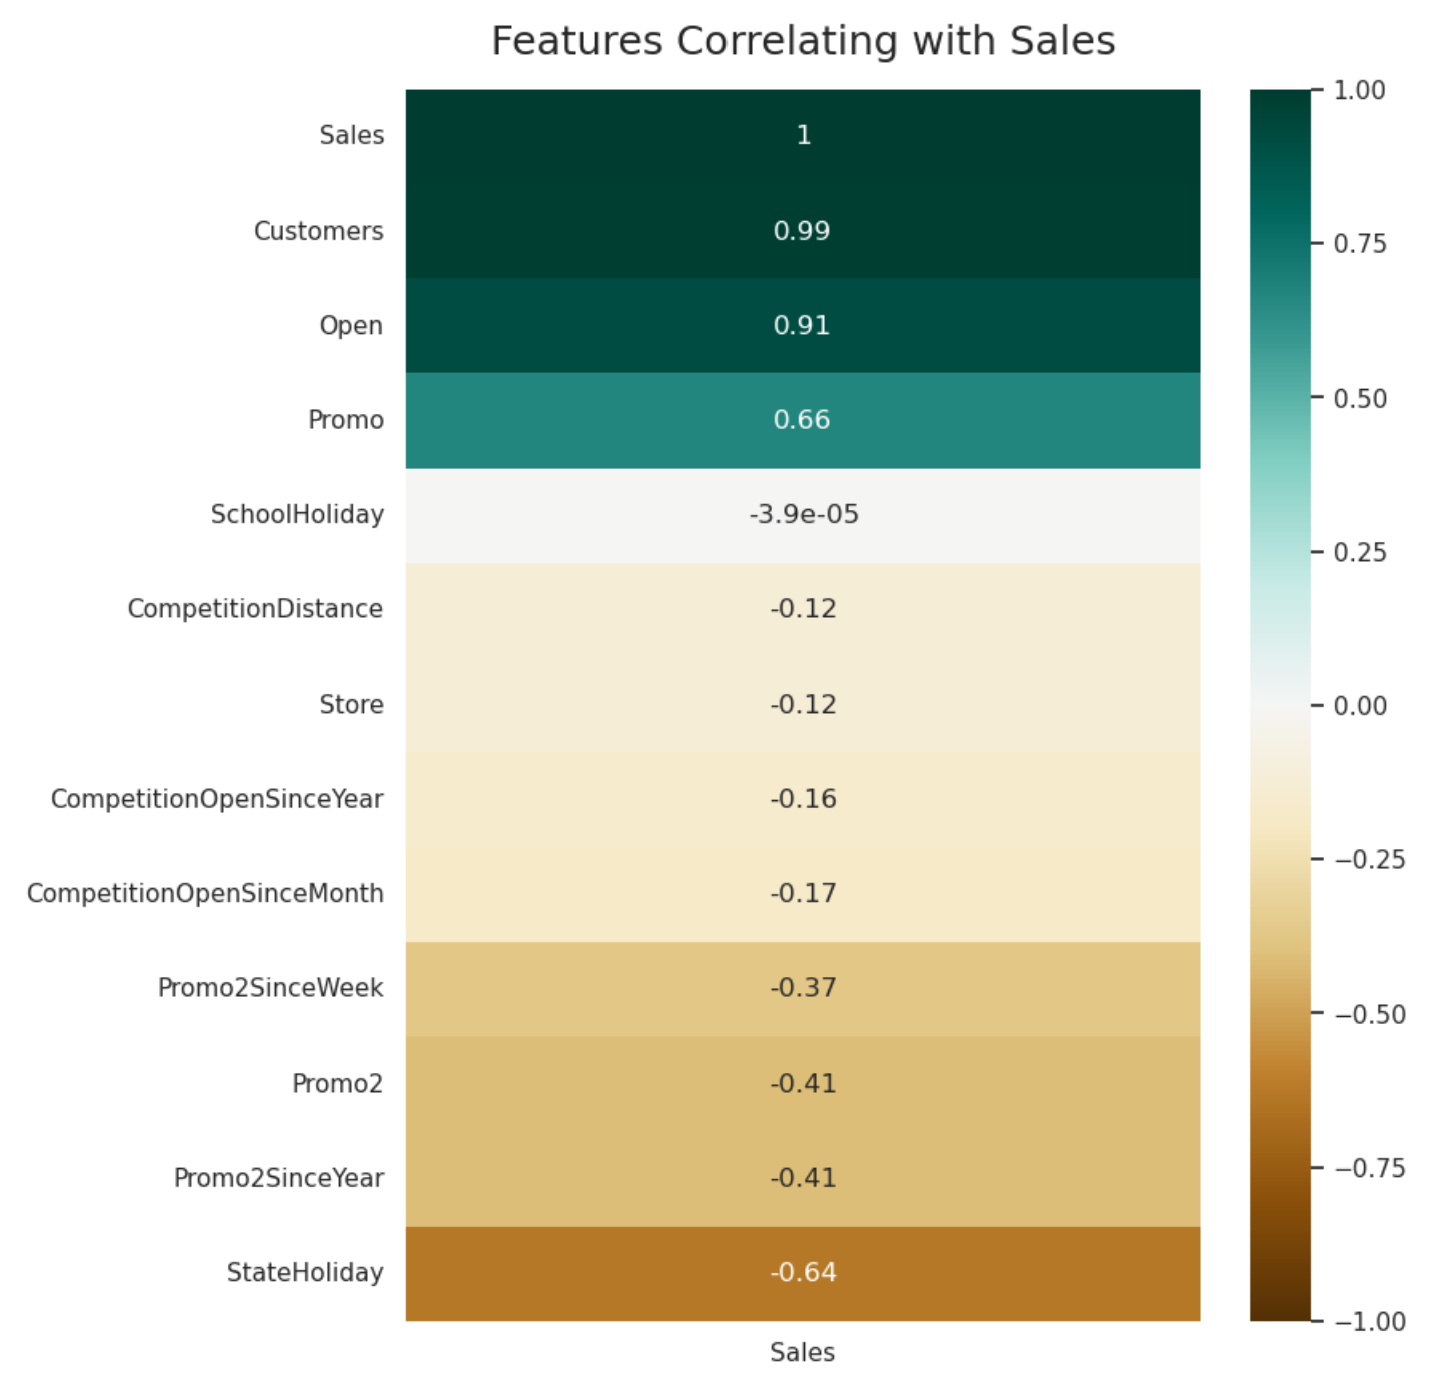 Features Correlating with Sales
Sales 1
Customers 0.99
Open 0.91
Promo 0.66
SchoolHoliday -3.9e-05
CompetitionDistance -0.12
Store -0.12
CompetitionOpenSinceYear -0.16
CompetitionOpenSinceMonth -0.17
Promo2SinceWeek -0.37
Promo2 -0.41
Promo2SinceYear -0.41
StateHoliday -0.64
Sales
1.00
0.75
0.50
0.25
0.00
−0.25
−0.50
−0.75
−1.00